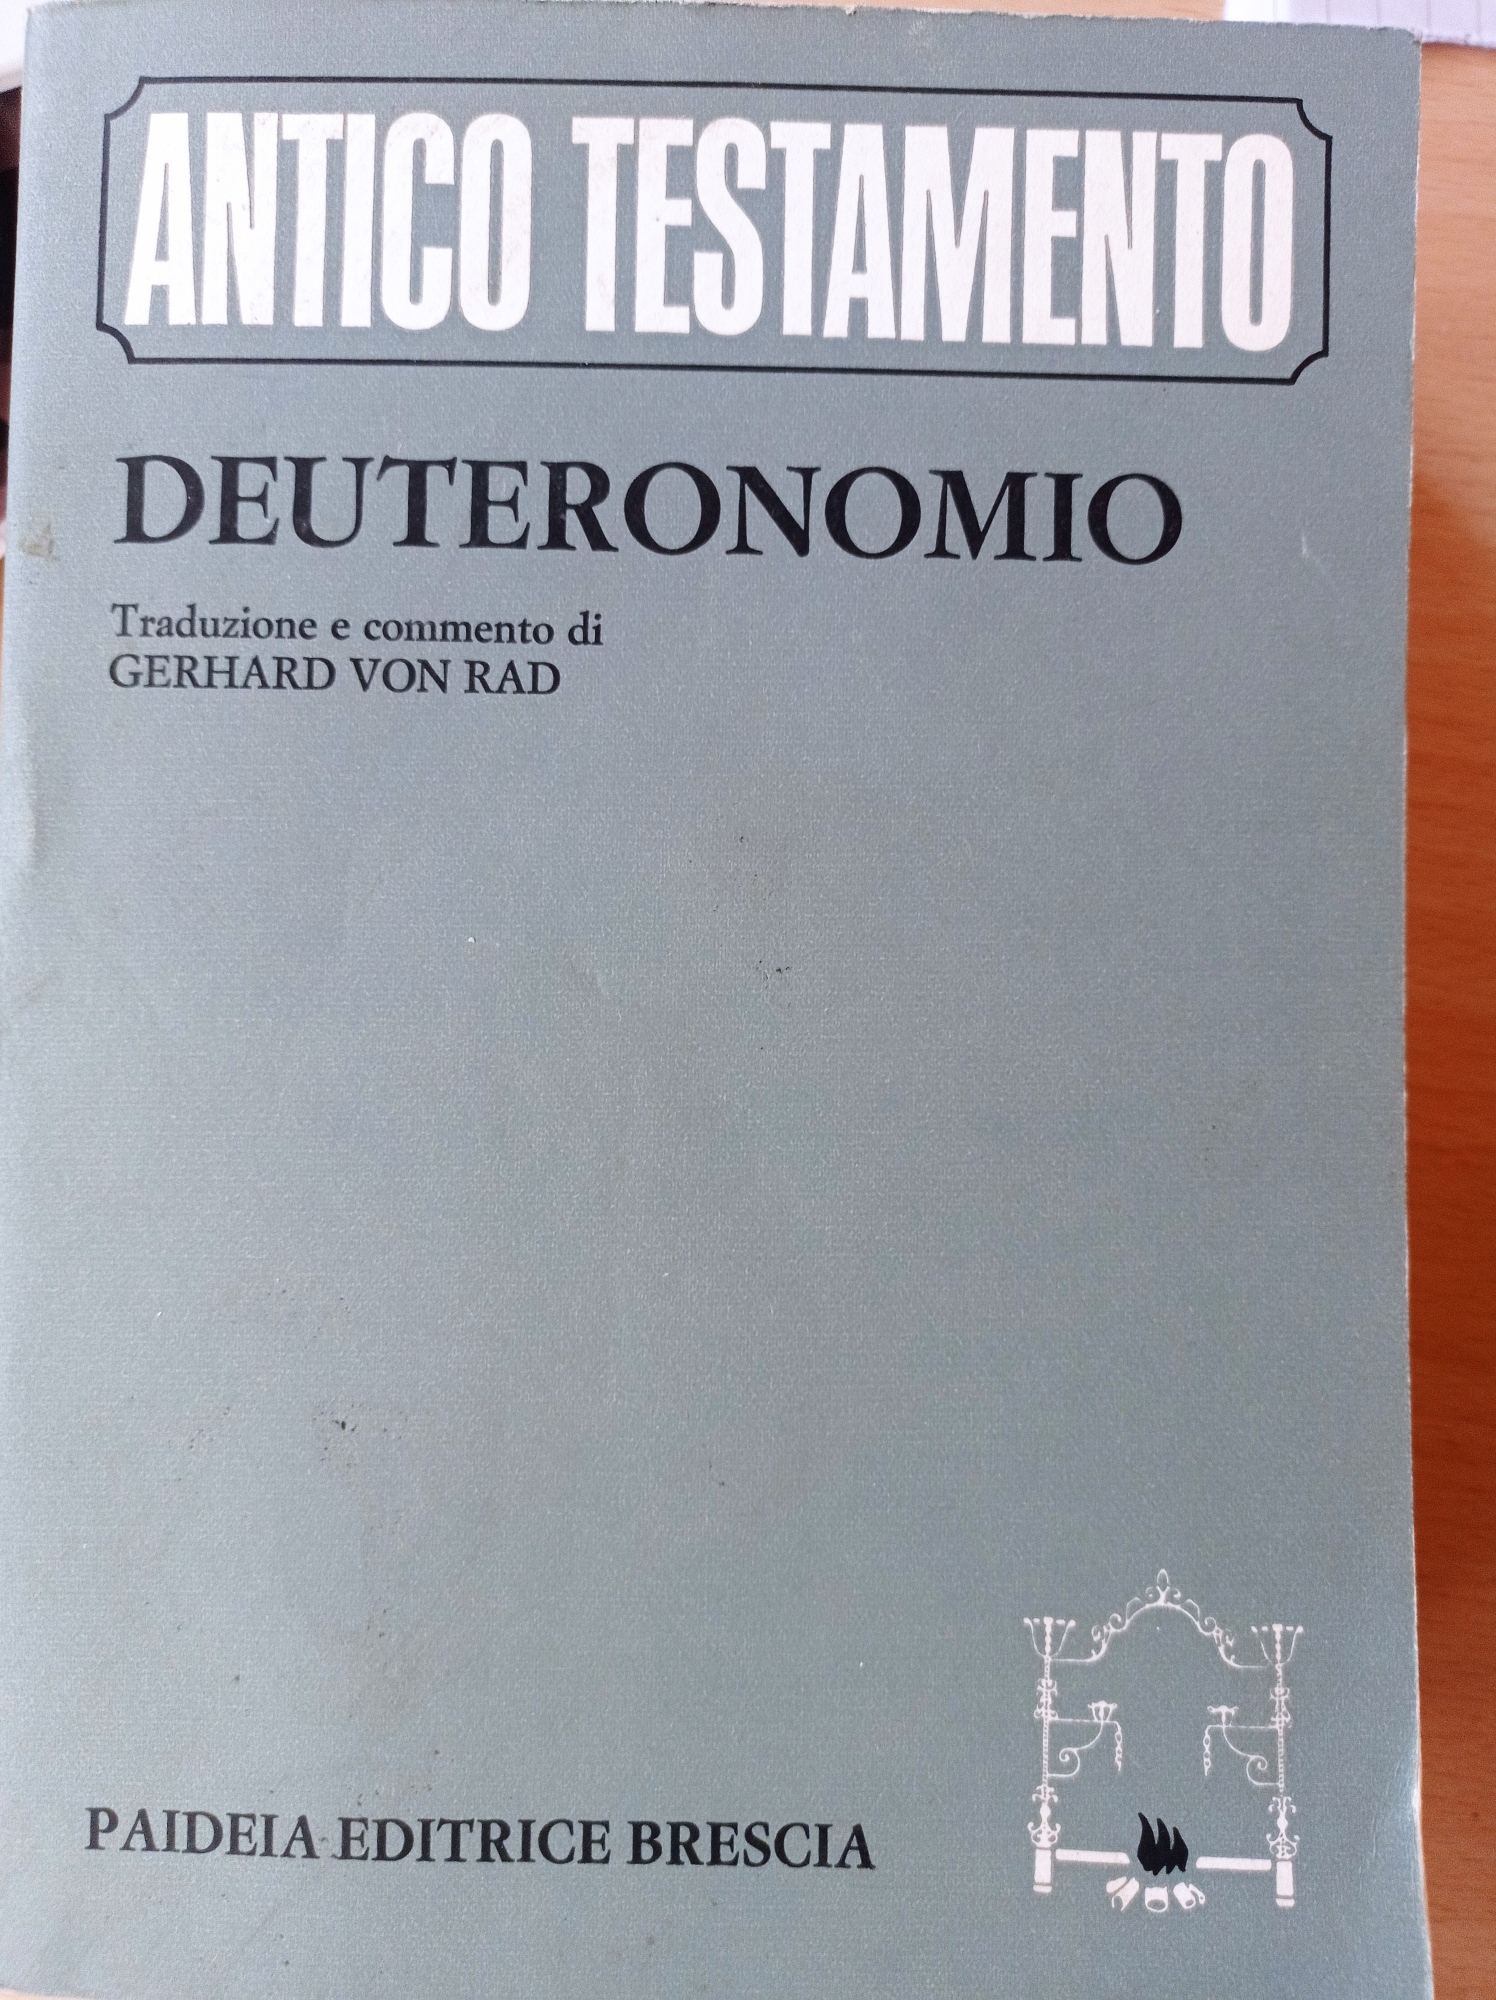 ANTICO TESTAMENTO
DEUTERONOMIO
Traduzione e commento di
GERHARD VON RAD
PAIDEIA EDITRICE BRESCIA